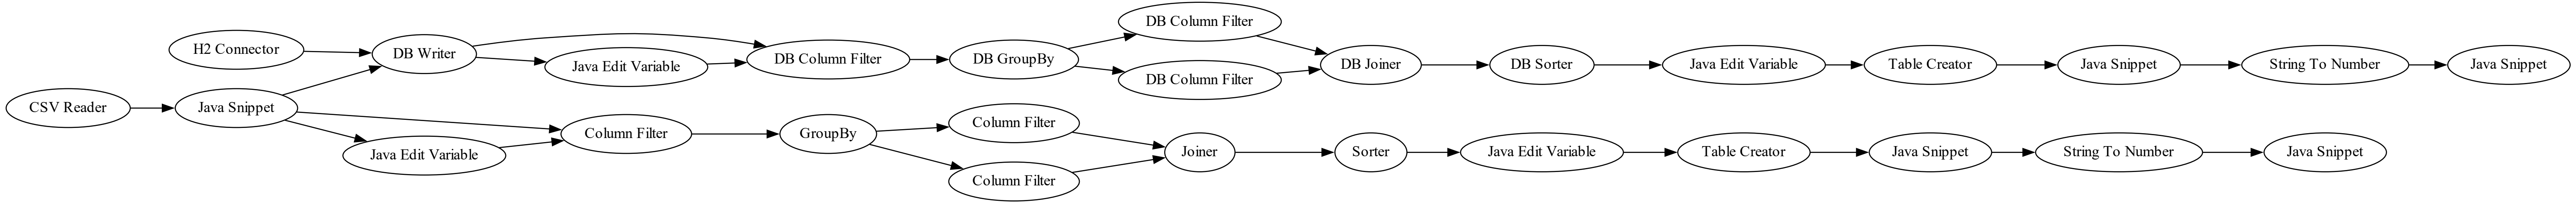 DB Column Filter
H2 Connector
DB Writer
Java Edit Variable
DB Column Filter
DB GroupBy
DB Column Filter
DB Joiner
DB Sorter
Java Edit Variable
Table Creator
Java Snippet
String To Number
Java Snippet
CSV Reader
Java Snippet
Java Edit Variable
Column Filter
GroupBy
Column Filter
Column Filter
Joiner
Sorter
Java Edit Variable
Table Creator
Java Snippet
String To Number
Java Snippet